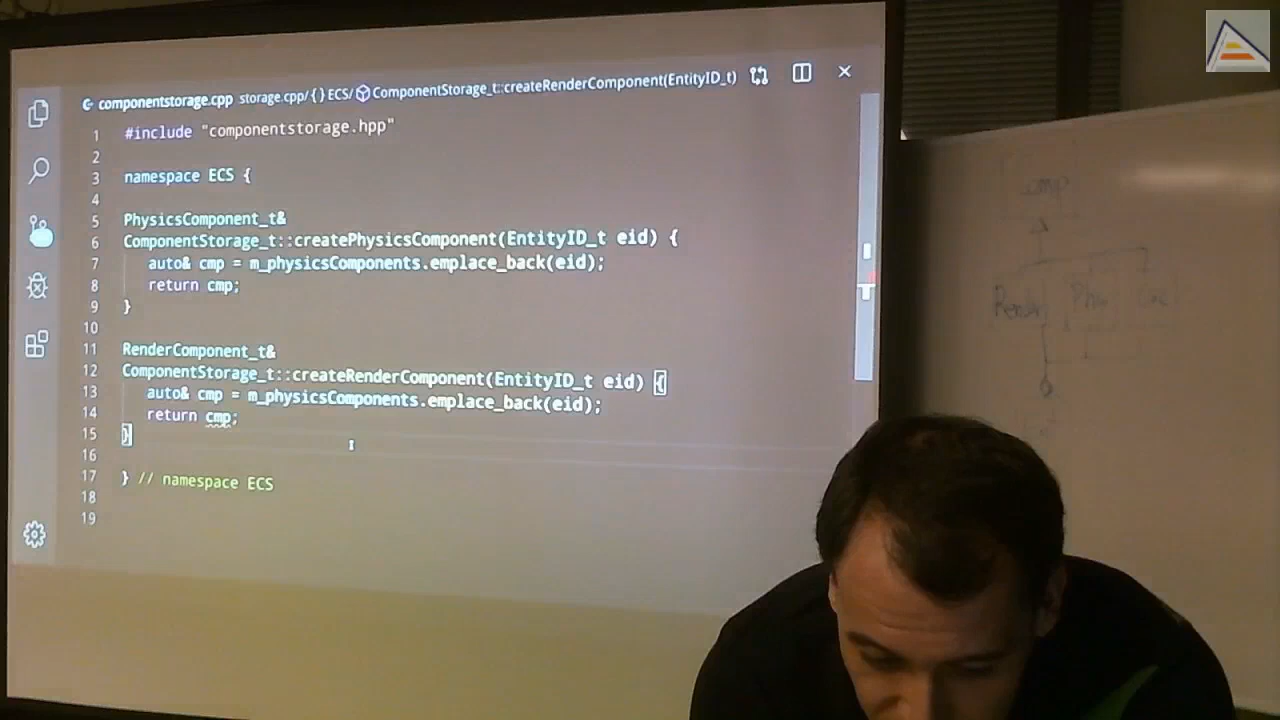 componentstorage.cpp storage.cpp/ { } ECS/ ComponentStorage_t::createRenderComponent(EntityID_t)
1 #include "componentstorage.hpp"
2
3 namespace ECS {
4
5 PhysicsComponent_t&
6 ComponentStorage_t::createPhysicsComponent(EntityID_t eid) {
7 auto& cmp = m_physicsComponents.emplace_back(eid);
8 return cmp;
9 }
10
11 RenderComponent_t&
12 ComponentStorage_t::createRenderComponent(EntityID_t eid) {
13 auto& cmp = m_physicsComponents.emplace_back(eid);
14 return cmp;
15 }
16
17 } // namespace ECS
18
19
cmp
Render